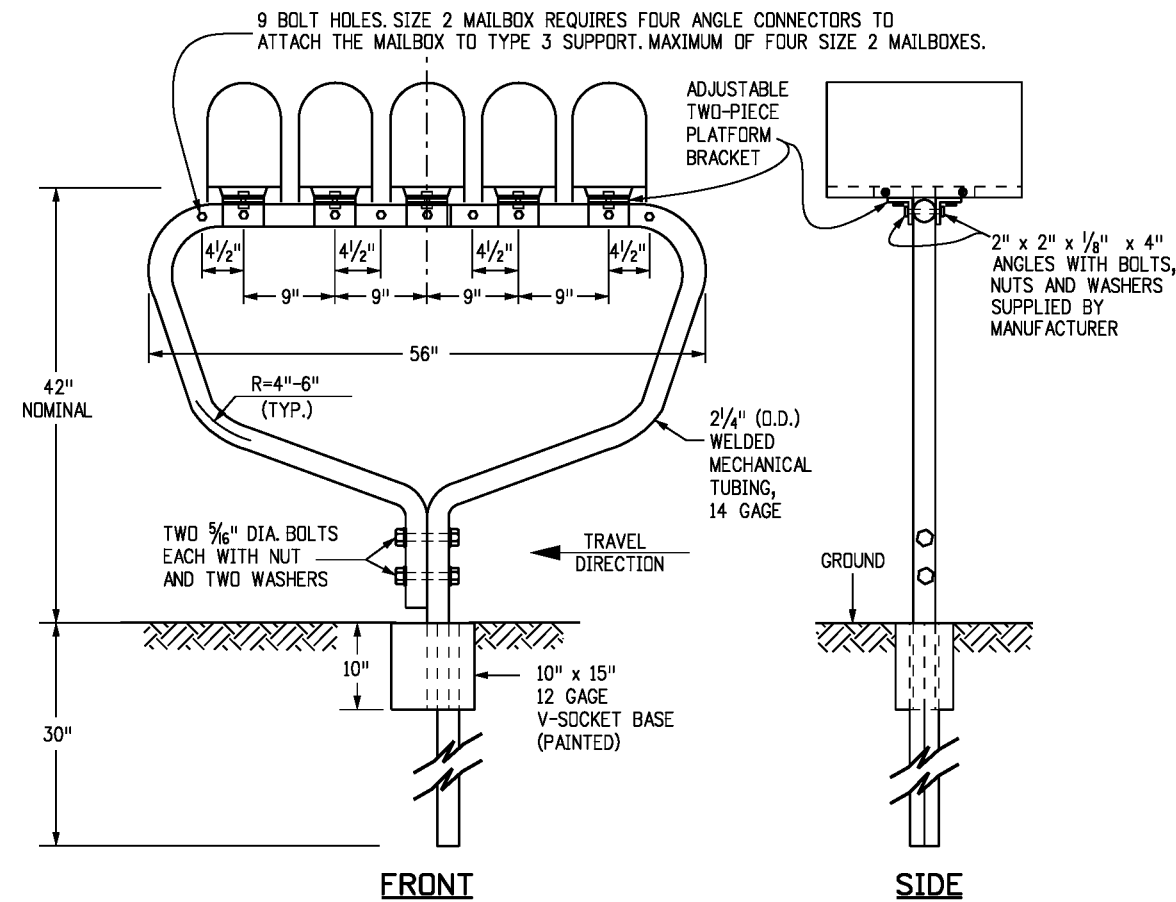 9 BOLT HOLES. SIZE 2 MAILBOX REQUIRES FOUR ANGLE CONNECTORS TO
ATTACH THE MAILBOX TO TYPE 3 SUPPORT. MAXIMUM OF FOUR SIZE 2 MAILBOXES.
ADJUSTABLE
TWO-PIECE
PLATFORM
BRACKET
4 1/2"
4 1/2"
4 1/2"
4 1/2"
9"
9"
9"
9"
2" x 2" x 1/8" x 4"
ANGLES WITH BOLTS,
NUTS AND WASHERS
SUPPLIED BY
MANUFACTURER
56"
42"
NOMINAL
R=4"-6"
(TYP.)
2 1/4" (O.D.)
WELDED
MECHANICAL
TUBING,
14 GAGE
TWO 5/16" DIA. BOLTS
EACH WITH NUT
AND TWO WASHERS
TRAVEL
DIRECTION
GROUND
10"
10" x 15"
12 GAGE
V-SOCKET BASE
(PAINTED)
30"
FRONT
SIDE